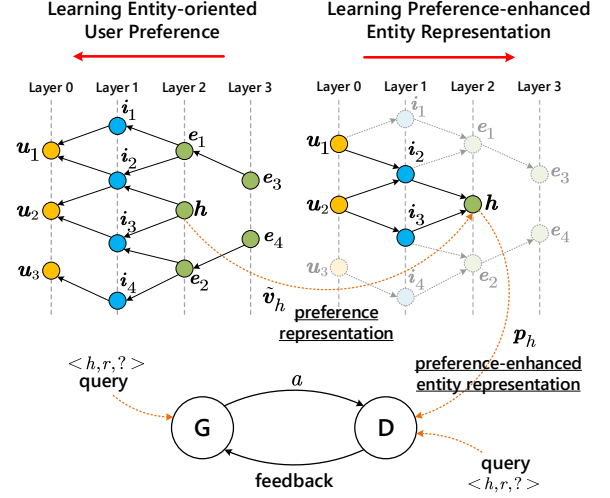 Learning Entity-oriented
User Preference
Learning Preference-enhanced
Entity Representation
Layer 0 Layer 1 Layer 2 Layer 3
Layer 0 Layer 1 Layer 2 Layer 3
i₁
u₁ e₁
i₂
e₃
u₂ h
i₃
e₄
u₃ e₂
i₄
i₁
u₁ e₁
i₂
e₃
u₂ h
i₃
e₄
u₃ e₂
i₄
ṽₕ
preference
representation
pₕ
preference-enhanced
entity representation
<h, r, ?>
query
a
G
D
feedback
query
<h, r, ?>